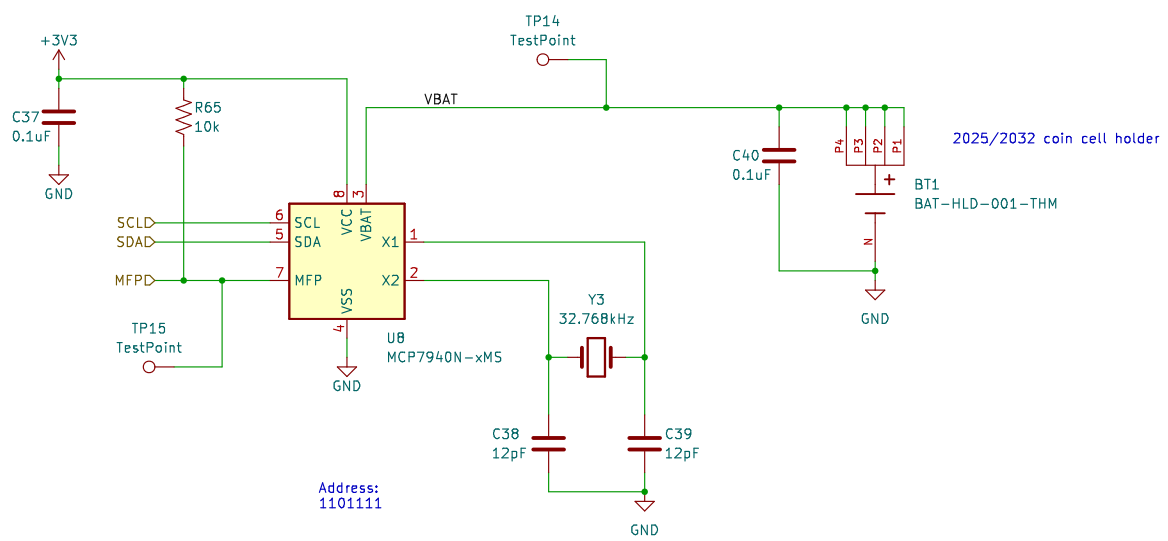 TP14
TestPoint
+3V3
VBAT
R65
10k
C37
0.1uF
GND
P4
P3
P2
P1
2025/2032 coin cell holder
C40
0.1uF
+
BT1
BAT-HLD-001-THM
N
GND
8
3
VCC
VBAT
SCL
6
SCL
SDA
5
SDA
X1
1
MFP
7
MFP
X2
2
VSS
4
TP15
TestPoint
U8
MCP7940N-xMS
GND
Y3
32.768kHz
C38
12pF
C39
12pF
GND
Address:
1101111